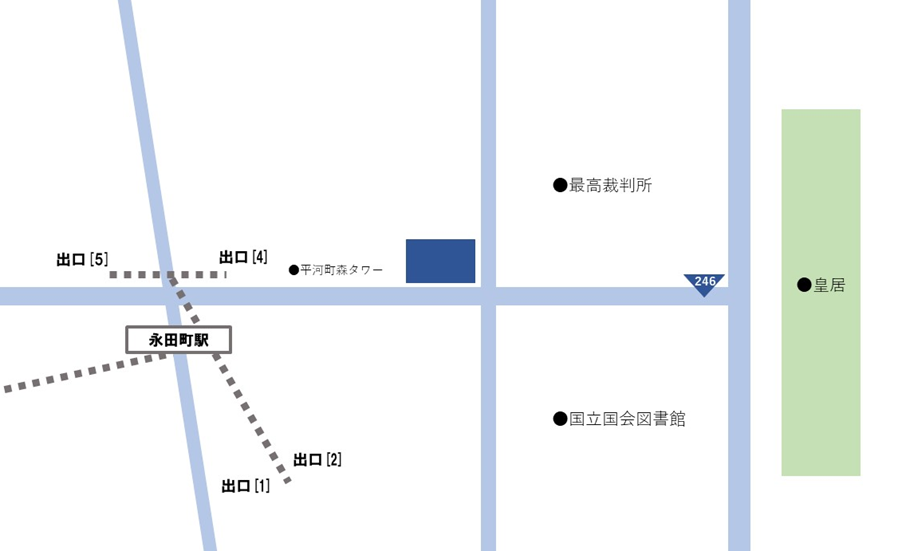 ●最高裁判所
出口[5]
出口[4]
●平河町森タワー
246
●皇居
永田町駅
●国立国会図書館
出口[2]
出口[1]